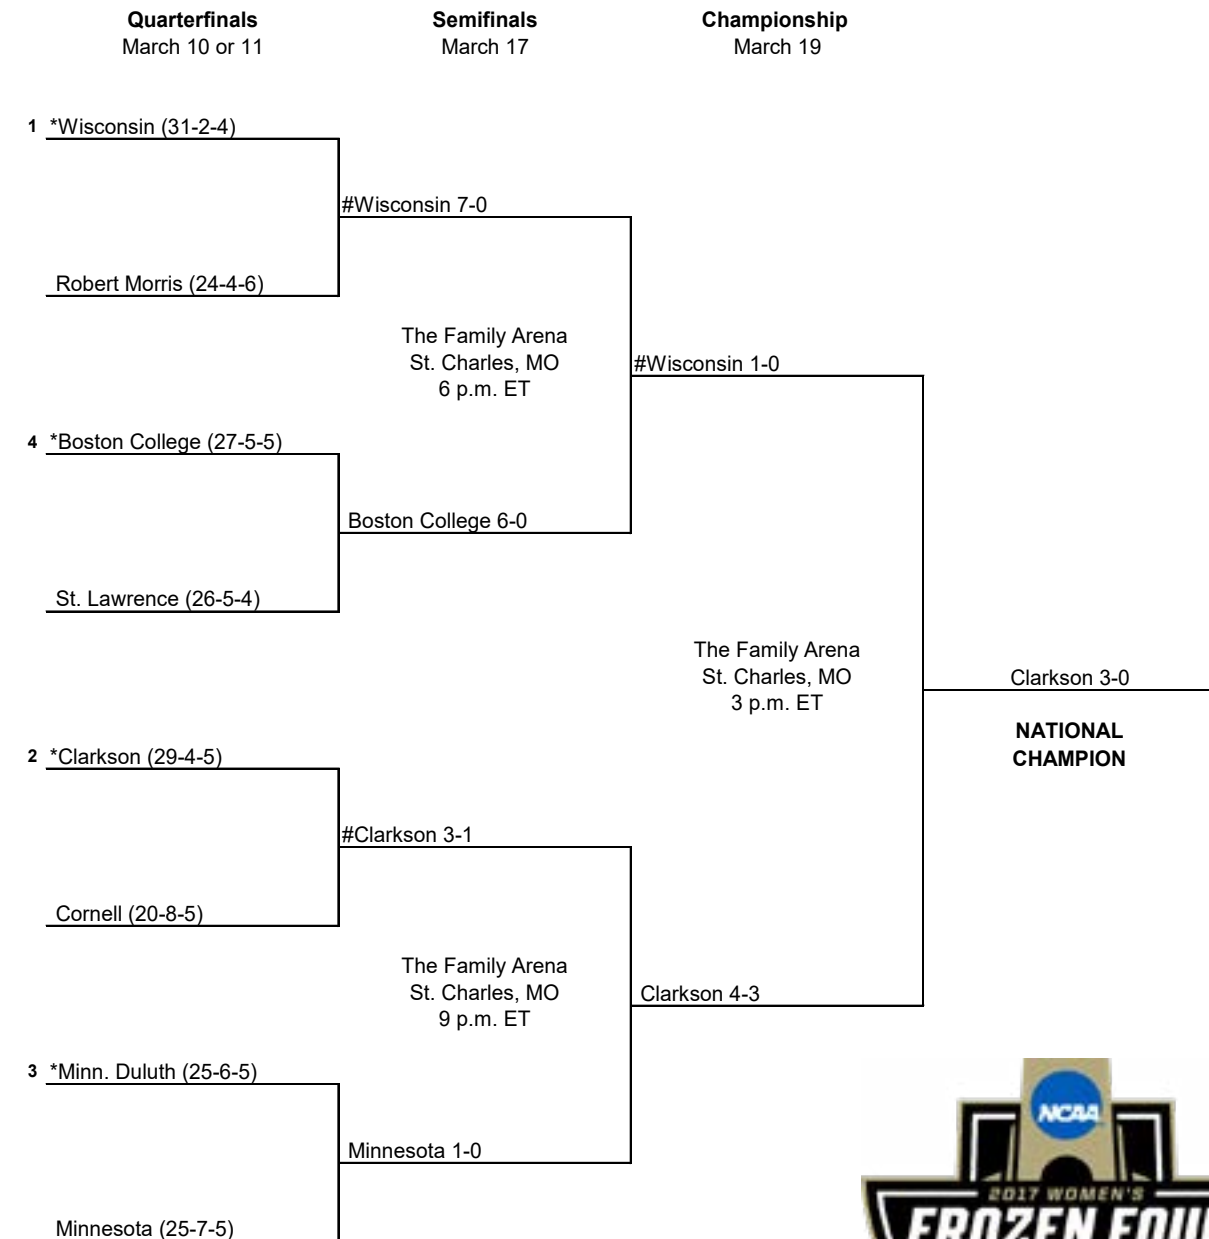 Quarterfinals
March 10 or 11
Semifinals
March 17
Championship
March 19
1 *Wisconsin (31-2-4)
#Wisconsin 7-0
Robert Morris (24-4-6)
The Family Arena
St. Charles, MO
6 p.m. ET
#Wisconsin 1-0
4 *Boston College (27-5-5)
Boston College 6-0
St. Lawrence (26-5-4)
The Family Arena
St. Charles, MO
3 p.m. ET
Clarkson 3-0
NATIONAL
CHAMPION
2 *Clarkson (29-4-5)
#Clarkson 3-1
Cornell (20-8-5)
The Family Arena
St. Charles, MO
9 p.m. ET
Clarkson 4-3
3 *Minn. Duluth (25-6-5)
Minnesota 1-0
Minnesota (25-7-5)
NCAA
2017 WOMEN'S
FROZEN